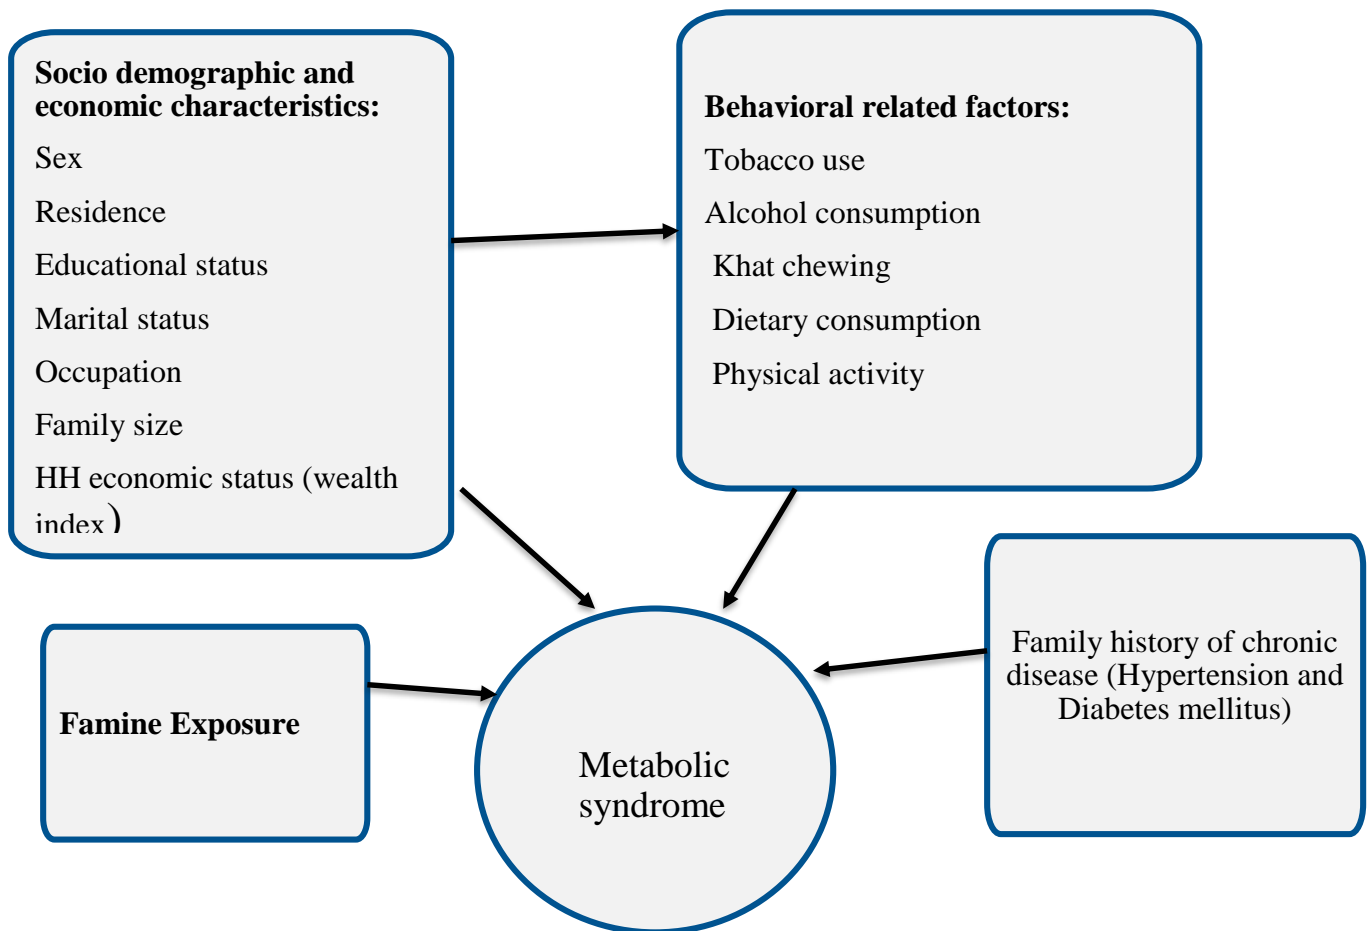 Socio demographic and
economic characteristics:
Sex
Residence
Educational status
Marital status
Occupation
Family size
HH economic status (wealth
index)
Behavioral related factors:
Tobacco use
Alcohol consumption
Khat chewing
Dietary consumption
Physical activity
Famine Exposure
Metabolic
syndrome
Family history of chronic
disease (Hypertension and
Diabetes mellitus)